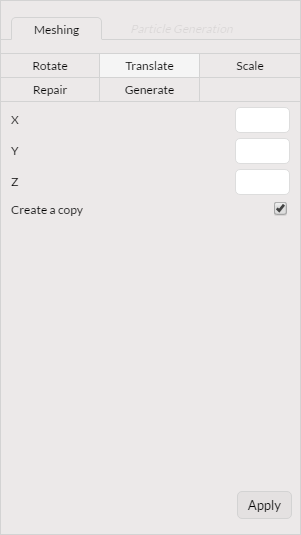 Meshing Particle Generation
Rotate Translate Scale
Repair Generate
X
Y
Z
Create a copy
Apply